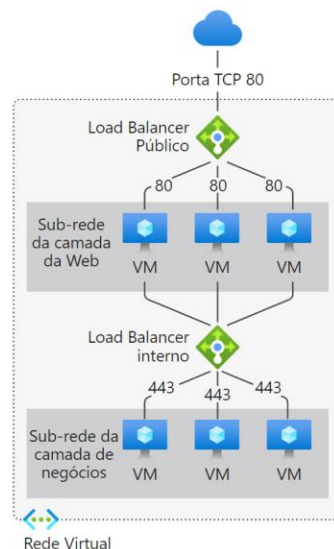 Porta TCP 80
Load Balancer
Público
80
80
80
Sub-rede
da camada
da Web
VM
VM
VM
Load Balancer
interno
443
443
443
Sub-rede da
camada de
negócios
VM
VM
VM
Rede Virtual